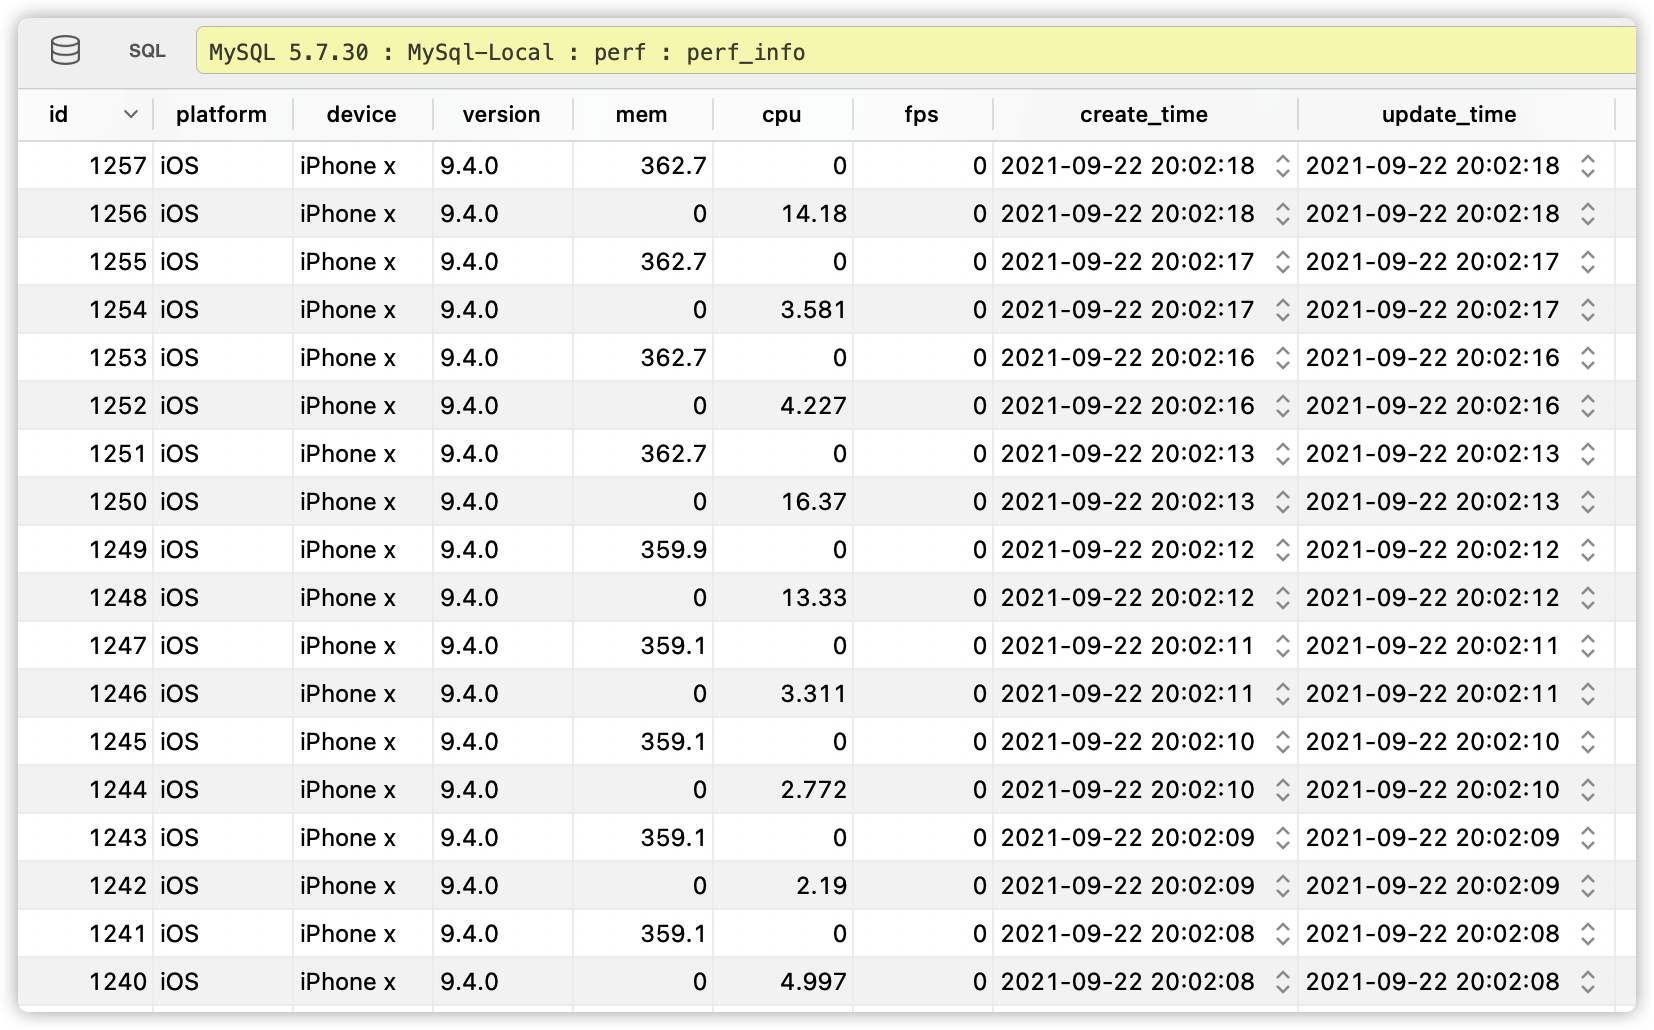 SQL MySQL 5.7.30 : MySql-Local : perf : perf_info
id platform device version mem cpu fps create_time update_time
1257 iOS iPhone x 9.4.0 362.7 0 0 2021-09-22 20:02:18 2021-09-22 20:02:18
1256 iOS iPhone x 9.4.0 0 14.18 0 2021-09-22 20:02:18 2021-09-22 20:02:18
1255 iOS iPhone x 9.4.0 362.7 0 0 2021-09-22 20:02:17 2021-09-22 20:02:17
1254 iOS iPhone x 9.4.0 0 3.581 0 2021-09-22 20:02:17 2021-09-22 20:02:17
1253 iOS iPhone x 9.4.0 362.7 0 0 2021-09-22 20:02:16 2021-09-22 20:02:16
1252 iOS iPhone x 9.4.0 0 4.227 0 2021-09-22 20:02:16 2021-09-22 20:02:16
1251 iOS iPhone x 9.4.0 362.7 0 0 2021-09-22 20:02:13 2021-09-22 20:02:13
1250 iOS iPhone x 9.4.0 0 16.37 0 2021-09-22 20:02:13 2021-09-22 20:02:13
1249 iOS iPhone x 9.4.0 359.9 0 0 2021-09-22 20:02:12 2021-09-22 20:02:12
1248 iOS iPhone x 9.4.0 0 13.33 0 2021-09-22 20:02:12 2021-09-22 20:02:12
1247 iOS iPhone x 9.4.0 359.1 0 0 2021-09-22 20:02:11 2021-09-22 20:02:11
1246 iOS iPhone x 9.4.0 0 3.311 0 2021-09-22 20:02:11 2021-09-22 20:02:11
1245 iOS iPhone x 9.4.0 359.1 0 0 2021-09-22 20:02:10 2021-09-22 20:02:10
1244 iOS iPhone x 9.4.0 0 2.772 0 2021-09-22 20:02:10 2021-09-22 20:02:10
1243 iOS iPhone x 9.4.0 359.1 0 0 2021-09-22 20:02:09 2021-09-22 20:02:09
1242 iOS iPhone x 9.4.0 0 2.19 0 2021-09-22 20:02:09 2021-09-22 20:02:09
1241 iOS iPhone x 9.4.0 359.1 0 0 2021-09-22 20:02:08 2021-09-22 20:02:08
1240 iOS iPhone x 9.4.0 0 4.997 0 2021-09-22 20:02:08 2021-09-22 20:02:08